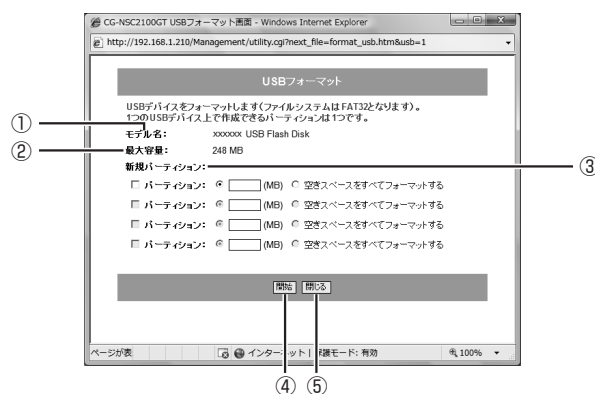 CG-NSC2100GT USBフォーマット画面 - Windows Internet Explorer
http://192.168.1.210/Management/utility.cgi?next_file=format_usb.htm&usb=1
USBフォーマット
USBデバイスをフォーマットします(ファイルシステムはFAT32となります)。
1つのUSBデバイス上で作成できるパーティションは1つです。
① モデル名: xxxxxx USB Flash Disk
② 最大容量: 248 MB
新規パーティション: ③
パーティション: (MB) 空きスペースをすべてフォーマットする
パーティション: (MB) 空きスペースをすべてフォーマットする
パーティション: (MB) 空きスペースをすべてフォーマットする
パーティション: (MB) 空きスペースをすべてフォーマットする
開始 閉じる
ページが表 インターネット | 保護モード: 有効 100%
④ ⑤